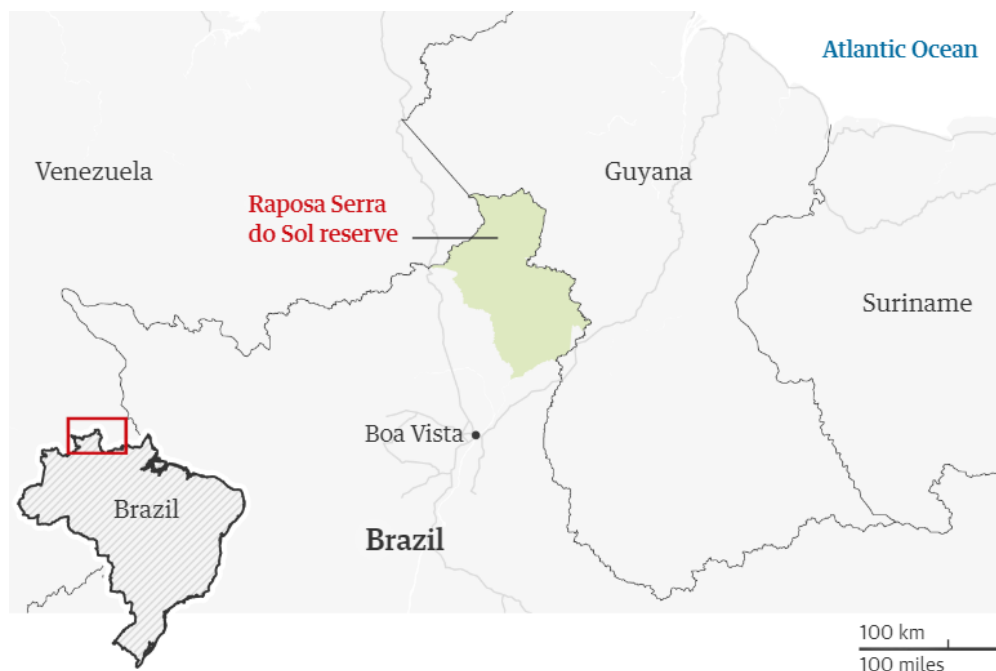 Atlantic Ocean
Venezuela
Guyana
Raposa Serra
do Sol reserve
Suriname
Boa Vista
Brazil
Brazil
100 km
100 miles